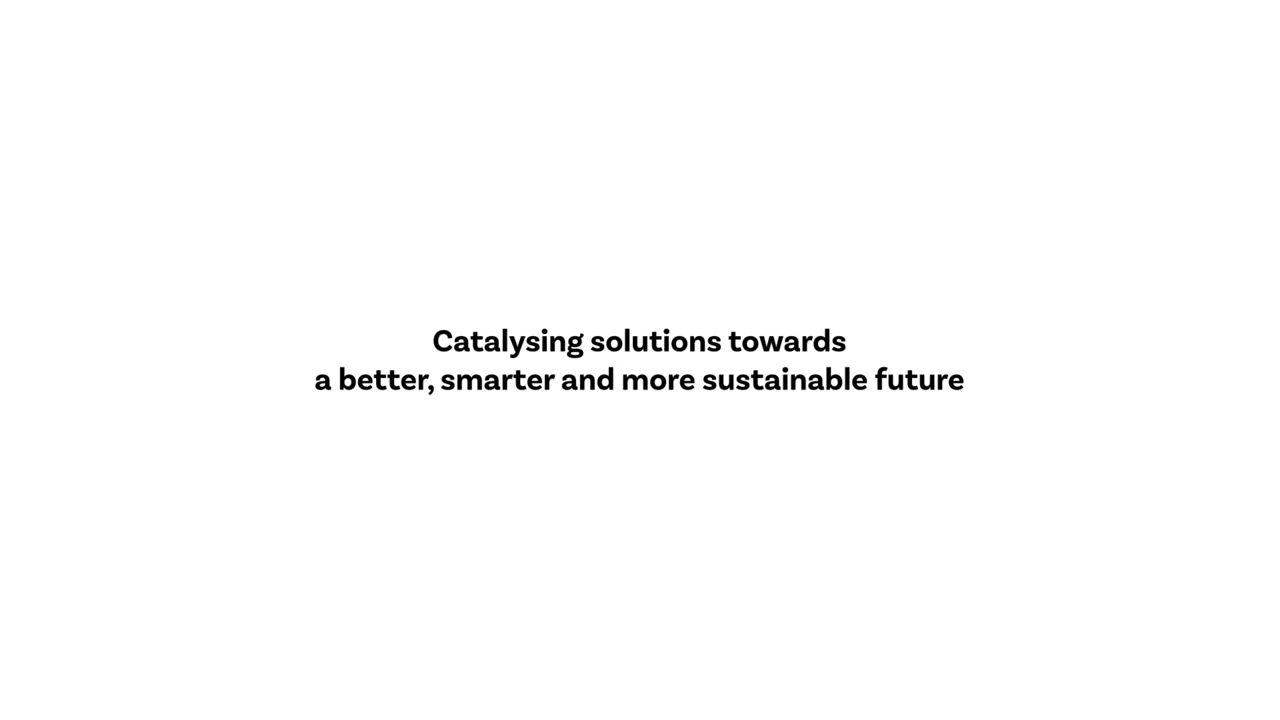 Catalysing solutions towards
a better, smarter and more sustainable future